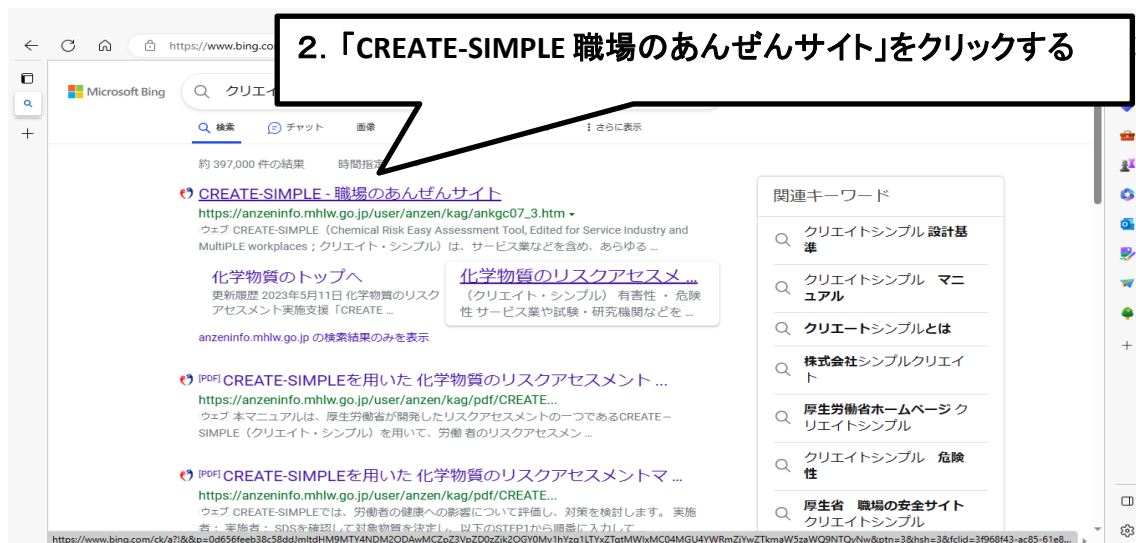 https://www.bing.co
２．「CREATE-SIMPLE 職場のあんぜんサイト」をクリックする
Microsoft Bing
クリエイ
検索
チャット
画像
さらに表示
約 397,000 件の結果
時間指定
CREATE-SIMPLE - 職場のあんぜんサイト
https://anzeninfo.mhlw.go.jp/user/anzen/kag/ankgc07_3.htm
ウェブ CREATE-SIMPLE（Chemical Risk Easy Assessment Tool, Edited for Service Industry and
MultiPLE workplaces；クリエイト・シンプル）は、サービス業などを含め、あらゆる ...
化学物質のトップへ
更新履歴 2023年5月11日 化学物質のリスク
アセスメント実施支援「CREATE ...
化学物質のリスクアセスメ ...
（クリエイト・シンプル） 有害性 ・ 危険
性 サービス業や試験・研究機関などを ...
anzeninfo.mhlw.go.jp の検索結果のみを表示
[PDF] CREATE-SIMPLEを用いた 化学物質のリスクアセスメント ...
https://anzeninfo.mhlw.go.jp/user/anzen/kag/pdf/CREATE...
ウェブ 本マニュアルは、厚生労働省が開発したリスクアセスメントの一つであるCREATE－
SIMPLE（クリエイト・シンプル）を用いて、労働 者のリスクアセスメン ...
[PDF] CREATE-SIMPLEを用いた 化学物質のリスクアセスメントマ ...
https://anzeninfo.mhlw.go.jp/user/anzen/kag/pdf/CREATE...
ウェブ CREATE-SIMPLEでは、労働者の健康への影響について評価し、対策を検討します。 実施
者： 実施者： SDSを確認して対象物質を決定し、以下のSTEP1から順番に入力して
関連キーワード
クリエイトシンプル 設計基
準
クリエイトシンプル マニ
ュアル
クリエートシンプルとは
株式会社シンプルクリエイ
ト
厚生労働省ホームページ ク
リエイトシンプル
クリエイトシンプル 危険
性
厚生省 職場の安全サイト
クリエイトシンプル